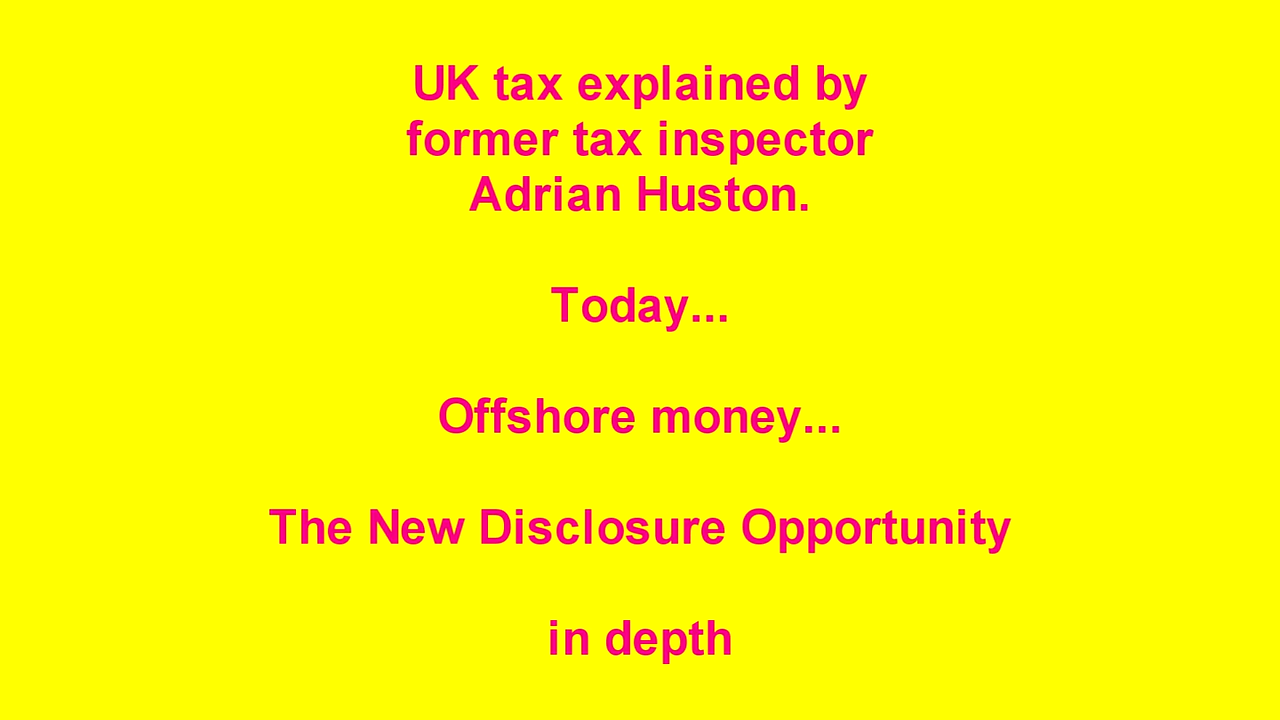 UK tax explained by
former tax inspector
Adrian Huston.
Today...
Offshore money...
The New Disclosure Opportunity
in depth